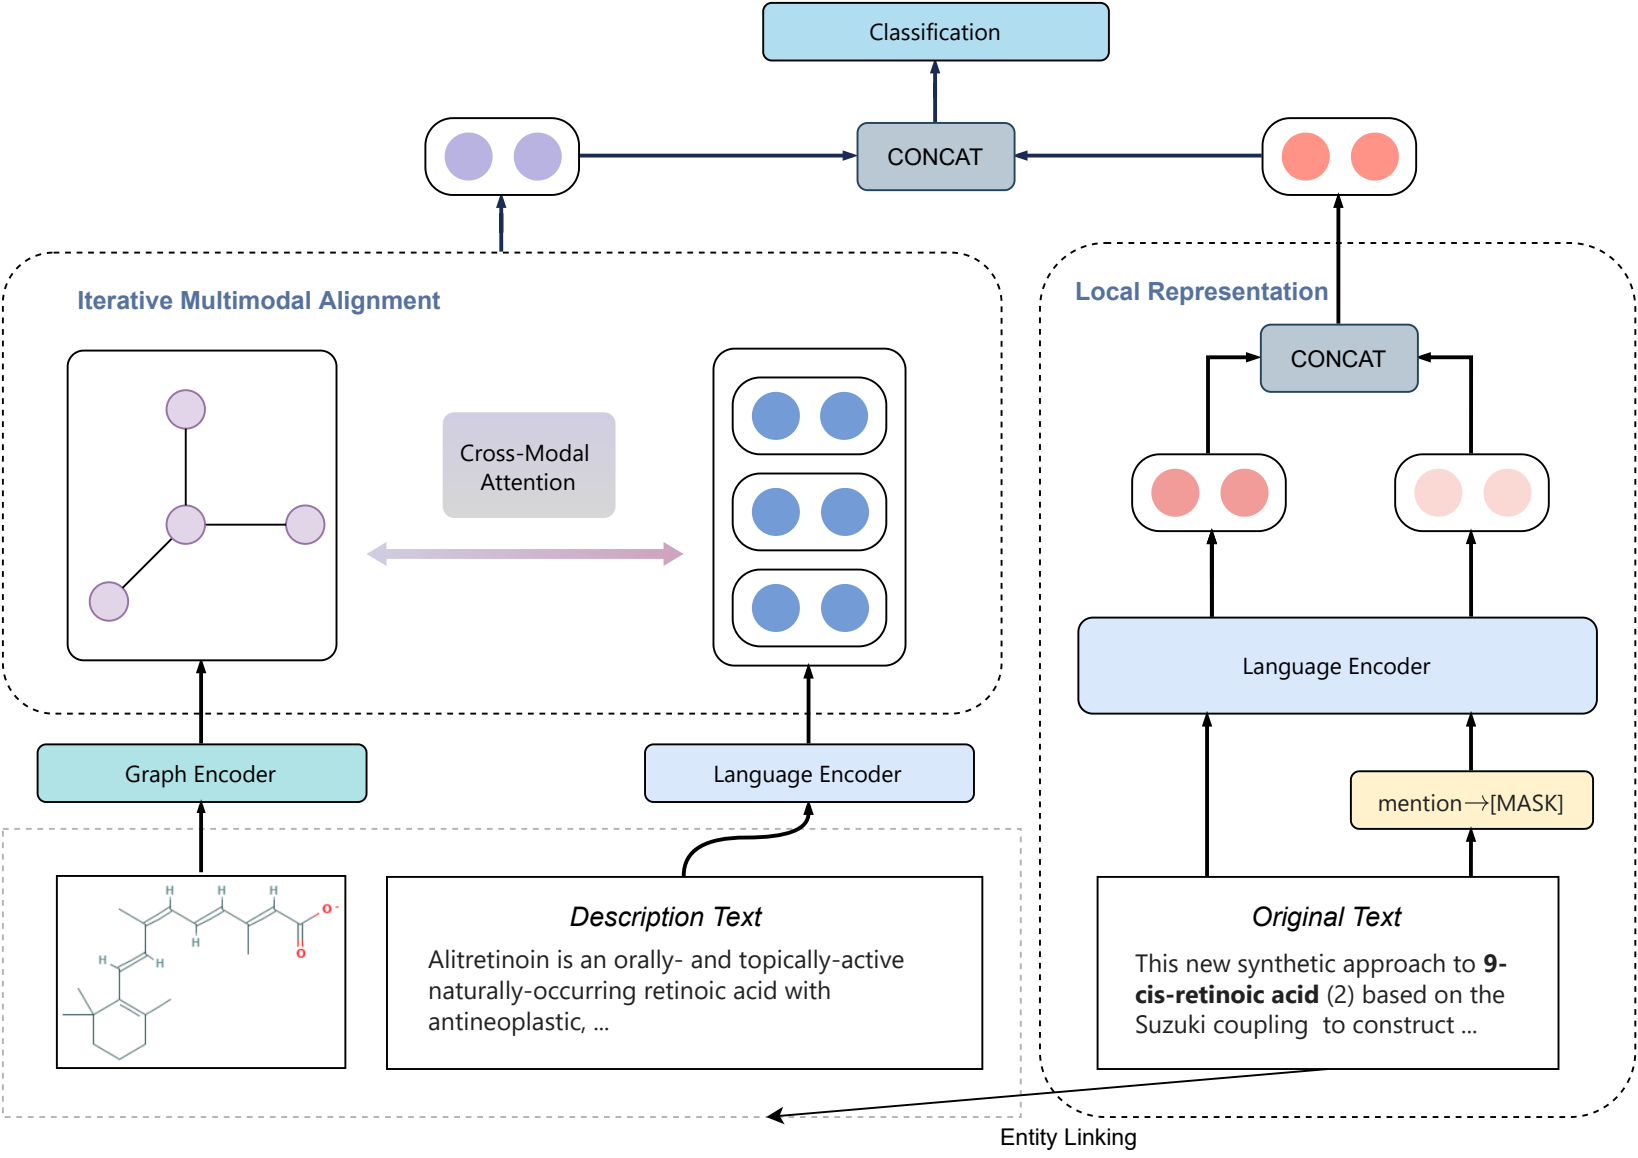 Classification
CONCAT
Iterative Multimodal Alignment
Cross-Modal
Attention
Graph Encoder
Language Encoder
H
H
H
O-
H
O
H
H
Description Text
Alitretinoin is an orally- and topically-active
naturally-occurring retinoic acid with
antineoplastic, ...
Local Representation
CONCAT
Language Encoder
mention→[MASK]
Original Text
This new synthetic approach to 9-
cis-retinoic acid (2) based on the
Suzuki coupling  to construct ...
Entity Linking